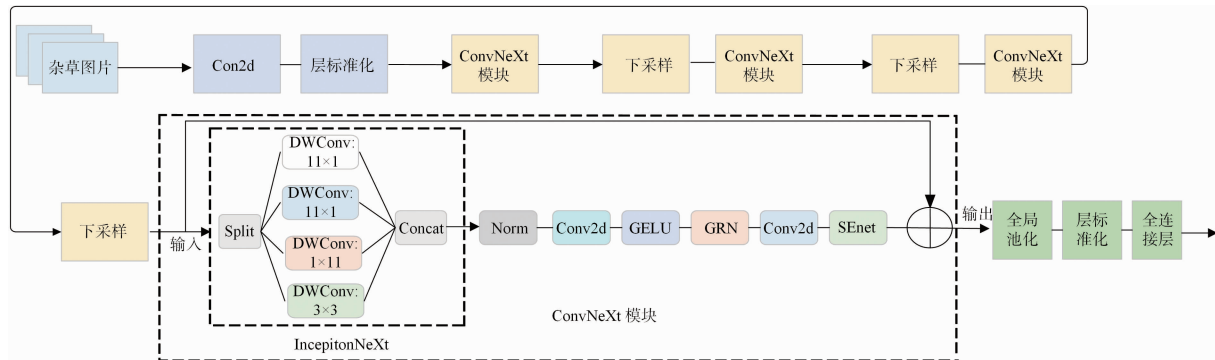 杂草图片
Con2d
层标准化
ConvNeXt
模块
下采样
ConvNeXt
模块
下采样
ConvNeXt
模块
下采样
输入
Split
DWConv:
11×1
DWConv:
11×1
DWConv:
1×11
DWConv:
3×3
Concat
IncepitonNeXt
Norm
Conv2d
GELU
GRN
Conv2d
SEnet
ConvNeXt 模块
输出
全局
池化
层标
准化
全连
接层